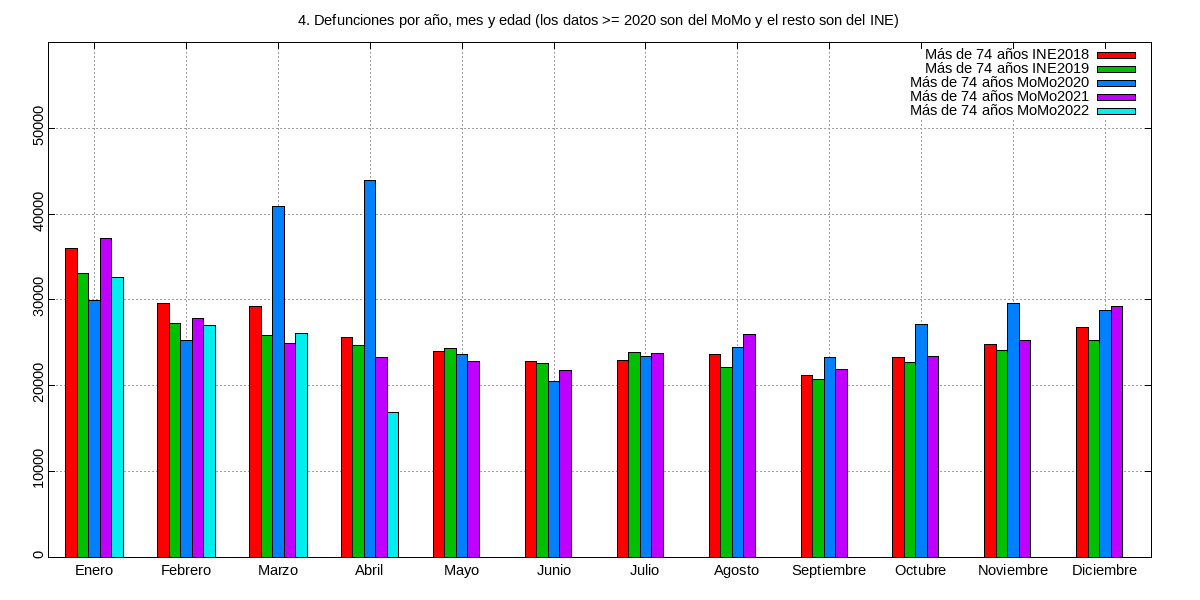 4. Defunciones por año, mes y edad (los datos >= 2020 son del MoMo y el resto son del INE)
Más de 74 años INE2018
Más de 74 años INE2019
Más de 74 años MoMo2020
Más de 74 años MoMo2021
Más de 74 años MoMo2022
50000
40000
30000
20000
10000
0
Enero Febrero Marzo Abril Mayo Junio Julio Agosto Septiembre Octubre Noviembre Diciembre